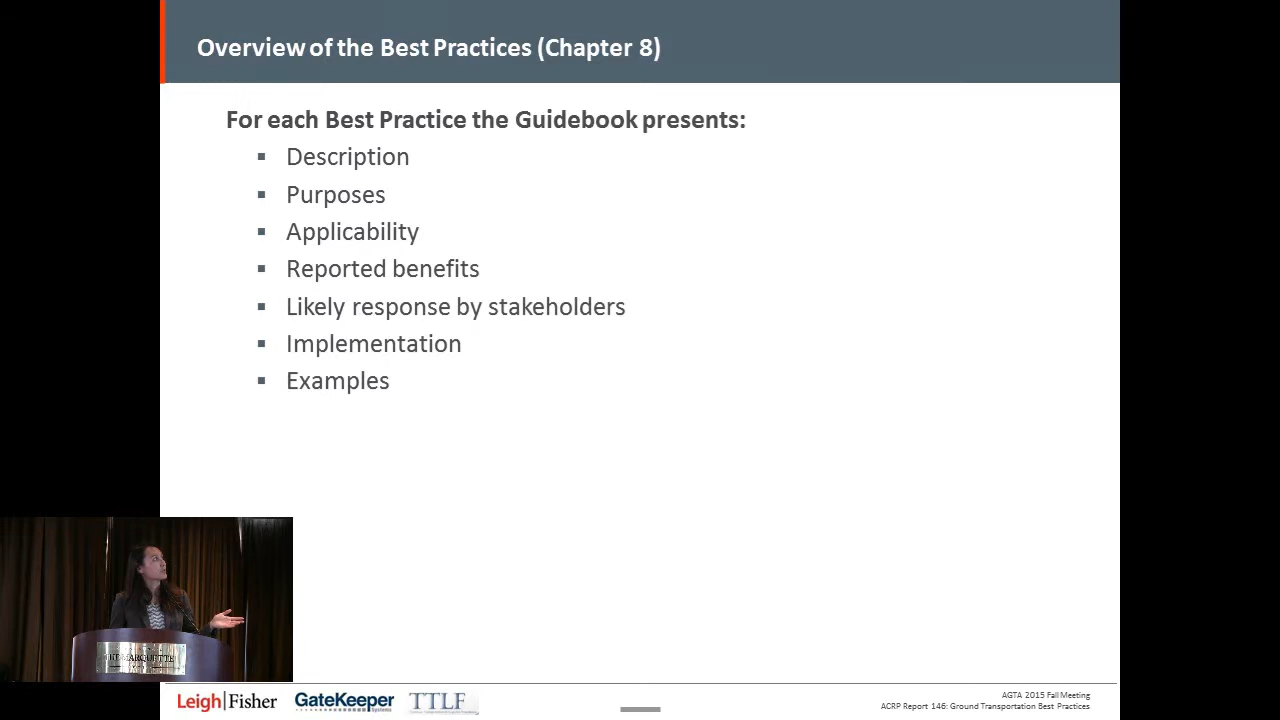 Overview of the Best Practices (Chapter 8)
For each Best Practice the Guidebook presents:
▪ Description
▪ Purposes
▪ Applicability
▪ Reported benefits
▪ Likely response by stakeholders
▪ Implementation
▪ Examples
Leigh|Fisher
GateKeeper
Systems
TTLF
AGTA 2015 Fall Meeting
ACRP Report 146: Ground Transportation Best Practices